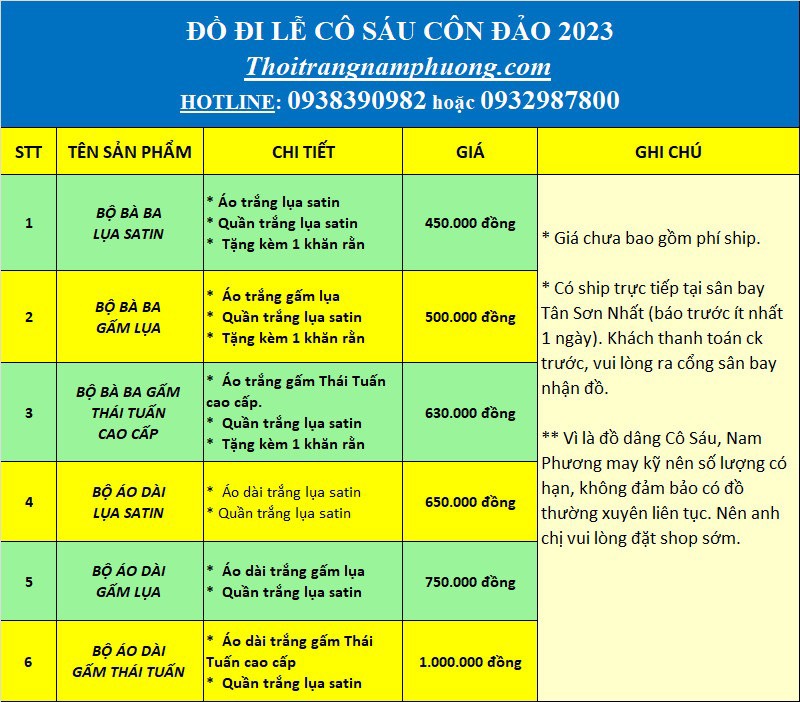 ĐỒ ĐI LỄ CÔ SÁU CÔN ĐẢO 2023
Thoitrangnamphuong.com
HOTLINE: 0938390982 hoặc 0932987800
STT
TÊN SẢN PHẨM
CHI TIẾT
GIÁ
GHI CHÚ
1
BỘ BÀ BA
LỤA SATIN
* Áo trắng lụa satin
* Quần trắng lụa satin
* Tặng kèm 1 khăn rằn
450.000 đồng
2
BỘ BÀ BA
GẤM LỤA
* Áo trắng gấm lụa
* Quần trắng lụa satin
* Tặng kèm 1 khăn rằn
500.000 đồng
3
BỘ BÀ BA GẤM
THÁI TUẤN
CAO CẤP
* Áo trắng gấm Thái Tuấn
cao cấp.
* Quần trắng lụa satin
* Tặng kèm 1 khăn rằn
630.000 đồng
4
BỘ ÁO DÀI
LỤA SATIN
* Áo dài trắng lụa satin
* Quần trắng lụa satin
650.000 đồng
5
BỘ ÁO DÀI
GẤM LỤA
* Áo dài trắng gấm lụa
* Quần trắng lụa satin
750.000 đồng
6
BỘ ÁO DÀI
GẤM THÁI TUẤN
* Áo dài trắng gấm Thái
Tuấn cao cấp
* Quần trắng lụa satin
1.000.000 đồng
* Giá chưa bao gồm phí ship.
* Có ship trực tiếp tại sân bay
Tân Sơn Nhất (báo trước ít nhất
1 ngày). Khách thanh toán ck
trước, vui lòng ra cổng sân bay
nhận đồ.
** Vì là đồ dâng Cô Sáu, Nam
Phương may kỹ nên số lượng có
hạn, không đảm bảo có đồ
thường xuyên liên tục. Nên anh
chị vui lòng đặt shop sớm.